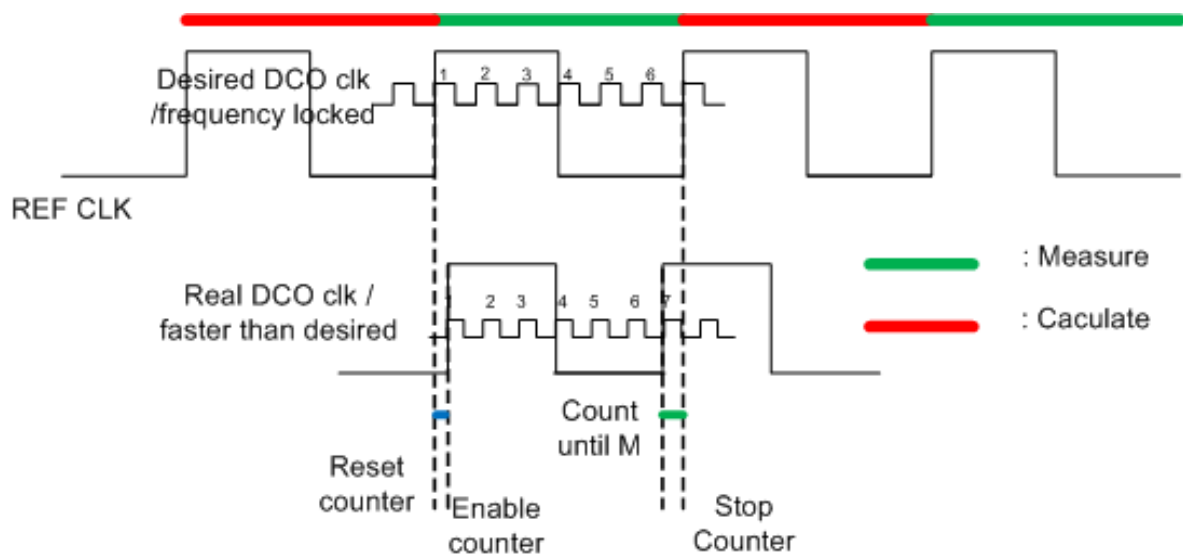 Desired DCO clk
/frequency locked
1 2 3 4 5 6
REF CLK
Real DCO clk /
faster than desired
1 2 3 4 5 6 7
: Measure
: Caculate
Reset
counter
Enable
counter
Count
until M
Stop
Counter